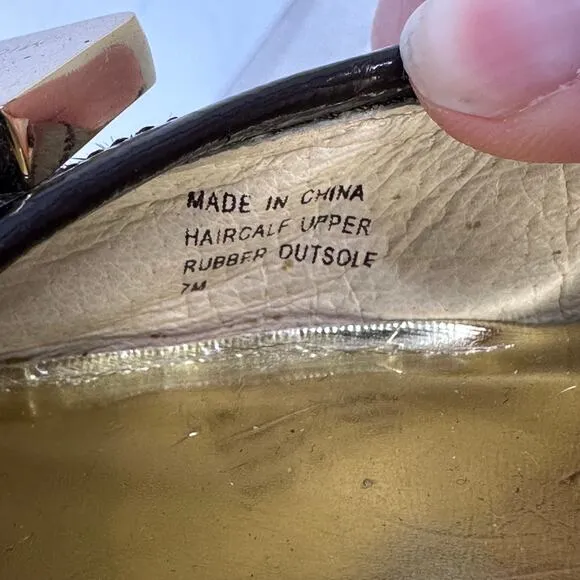 MADE IN CHINA
HAIRCALF UPPER
RUBBER OUTSOLE
7M